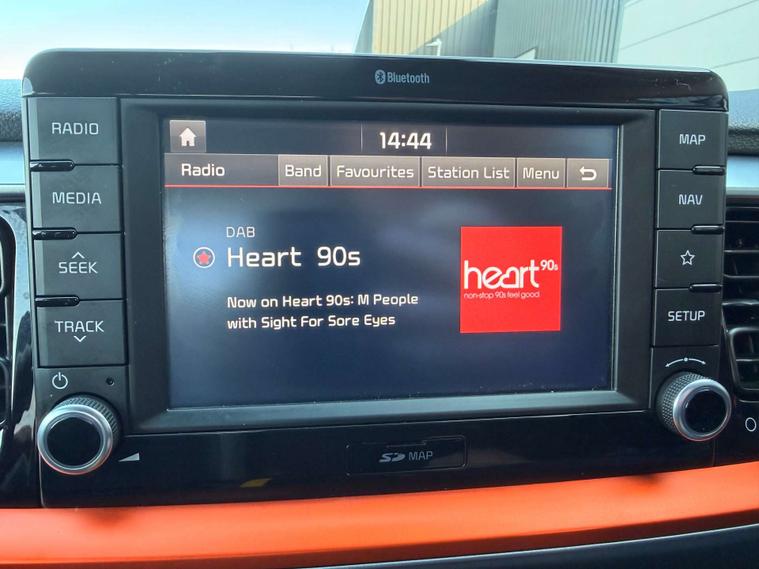 Bluetooth
RADIO
MEDIA
SEEK
TRACK
14:44
Radio Band Favourites Station List Menu
DAB
Heart 90s
Now on Heart 90s: M People
with Sight For Sore Eyes
heart 90s
non-stop 90s feel good
MAP
NAV
SETUP
SD MAP